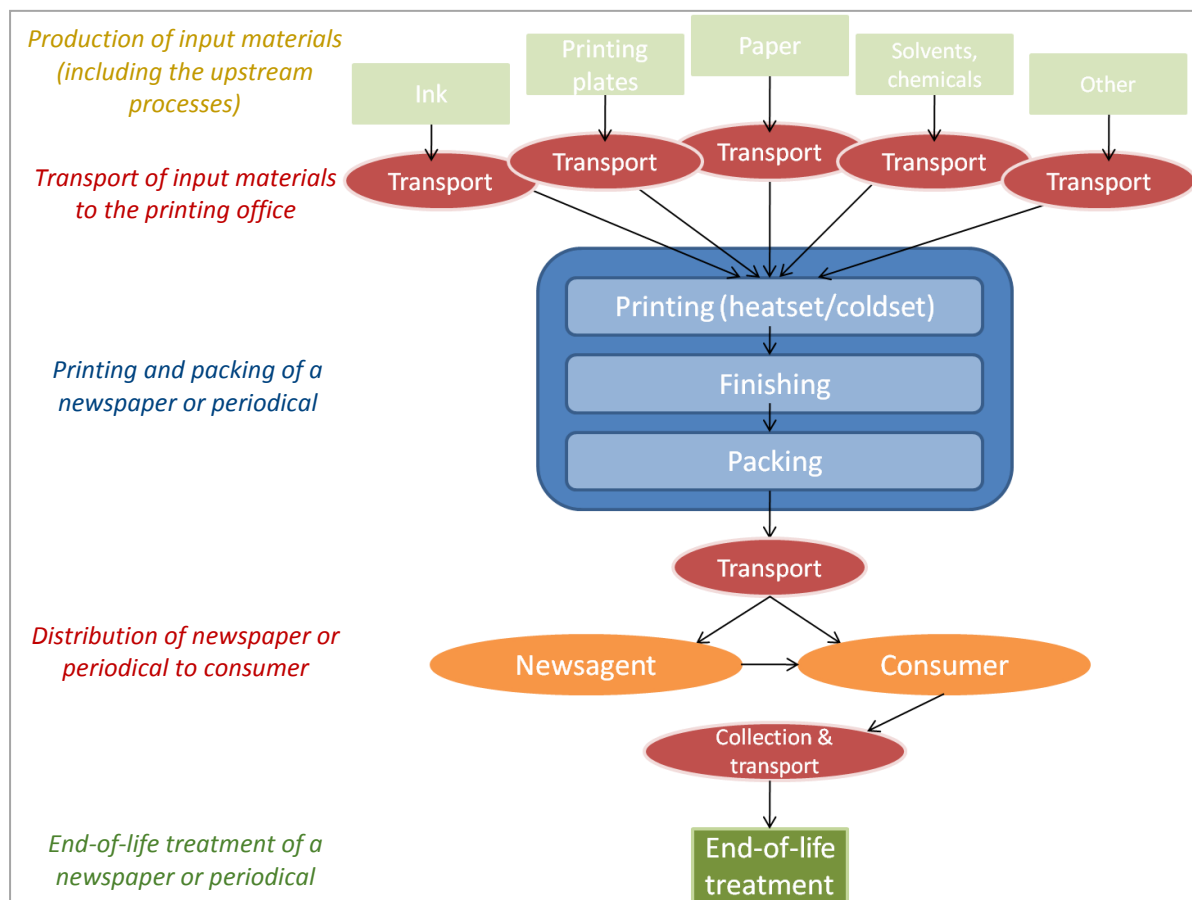 Production of input materials
(including the upstream
processes)
Ink
Printing
plates
Paper
Solvents,
chemicals
Other
Transport of input materials
to the printing office
Transport
Transport
Transport
Transport
Transport
Printing and packing of a
newspaper or periodical
Printing (heatset/coldset)
Finishing
Packing
Transport
Distribution of newspaper or
periodical to consumer
Newsagent
Consumer
Collection &
transport
End-of-life treatment of a
newspaper or periodical
End-of-life
treatment